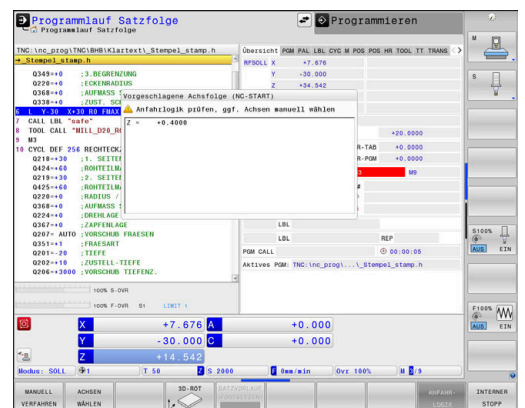 Programmlauf Satzfolge
Programmlauf Satzfolge
Programmieren
TNC:\nc_prog\TNC\BHB\Klartext\_Stempel_stamp.h
→_Stempel_stamp.h
Q349=+0 ;3.BEGRENZUNG
Q220=+0 ;ECKENRADIUS
Q368=+0 ;AUFMASS S
Q338=+0 ;ZUST. SC
6 L Y-30 X+30 R0 FMAX
7 CALL LBL "safe"
8 TOOL CALL "MILL_D20_RO
9 M3
10 CYCL DEF 256 RECHTECKZ
Q218=+30 ;1. SEITEN
Q424=+60 ;ROHTEILMA
Q219=+30 ;2. SEITEN
Q425=+60 ;ROHTEILMA
Q220=+0 ;RADIUS /
Q368=+0 ;AUFMASS S
Q224=+0 ;DREHLAGE
Q367=+0 ;ZAPFENLAGE
Q207= AUTO ;VORSCHUB FRAESEN
Q351=+1 ;FRAESART
Q201=-20 ;TIEFE
Q202=+10 ;ZUSTELL-TIEFE
Q206=+3000 ;VORSCHUB TIEFENZ.
Übersicht PGM PAL LBL CYC M POS POS HR TOOL TT TRANS
RFSOLL X +7.676
Y -30.000
Z +34.542
Vorgeschlagene Achsfolge (NC-START)
Anfahrlogik prüfen, ggf. Achsen manuell wählen
Z = +0.4000
+20.0000
R-TAB +0.0000
R-PGM +0.0000
M9
LBL
LBL REP
PGM CALL 00:00:05
Aktives PGM: TNC:\nc_prog\...\_Stempel_stamp.h
100% S-OVR
100% F-OVR S1 LIMIT 1
X +7.676 A +0.000
Y -30.000 C +0.000
Z +14.542
Modus: SOLL 1 T 50 Z S 2000 F 0mm/min Ovr 100% M 3/9
M
S
S100%
AUS EIN
F100%
AUS EIN
MANUELL VERFAHREN
ACHSEN WÄHLEN
3D-ROT
SATZVORLAUF
ANFAHR-LOGIK
INTERNER STOPP